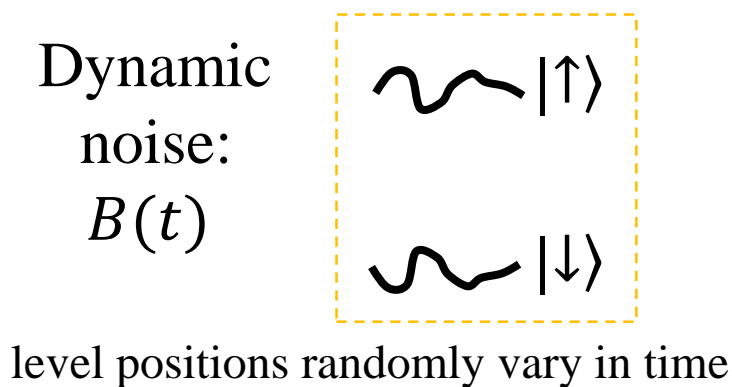 Dynamic
noise:
B(t)
|↑⟩
|↓⟩
level positions randomly vary in time